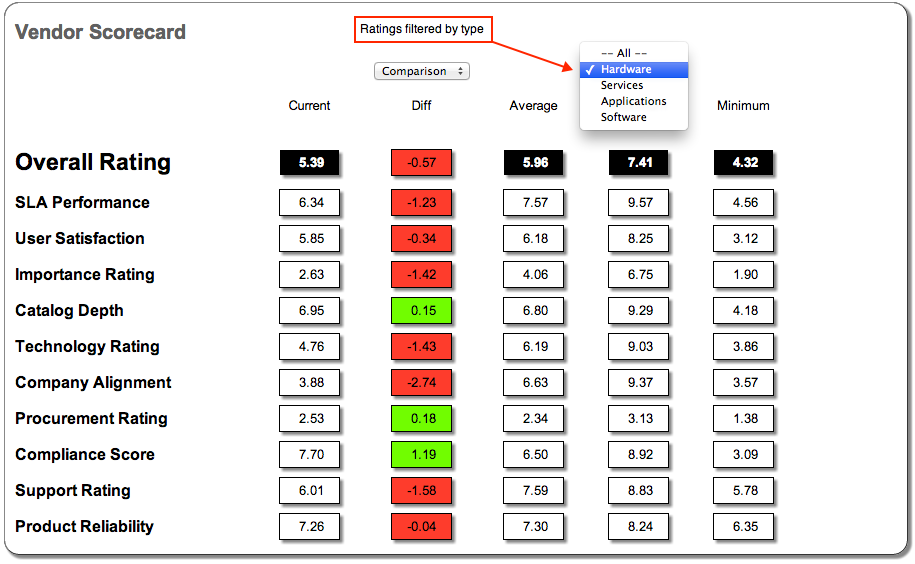 Vendor Scorecard
Ratings filtered by type
Comparison
-- All --
✓ Hardware
Services
Applications
Software
Current Diff Average Minimum
Overall Rating 5.39 -0.57 5.96 7.41 4.32
SLA Performance 6.34 -1.23 7.57 9.57 4.56
User Satisfaction 5.85 -0.34 6.18 8.25 3.12
Importance Rating 2.63 -1.42 4.06 6.75 1.90
Catalog Depth 6.95 0.15 6.80 9.29 4.18
Technology Rating 4.76 -1.43 6.19 9.03 3.86
Company Alignment 3.88 -2.74 6.63 9.37 3.57
Procurement Rating 2.53 0.18 2.34 3.13 1.38
Compliance Score 7.70 1.19 6.50 8.92 3.09
Support Rating 6.01 -1.58 7.59 8.83 5.78
Product Reliability 7.26 -0.04 7.30 8.24 6.35